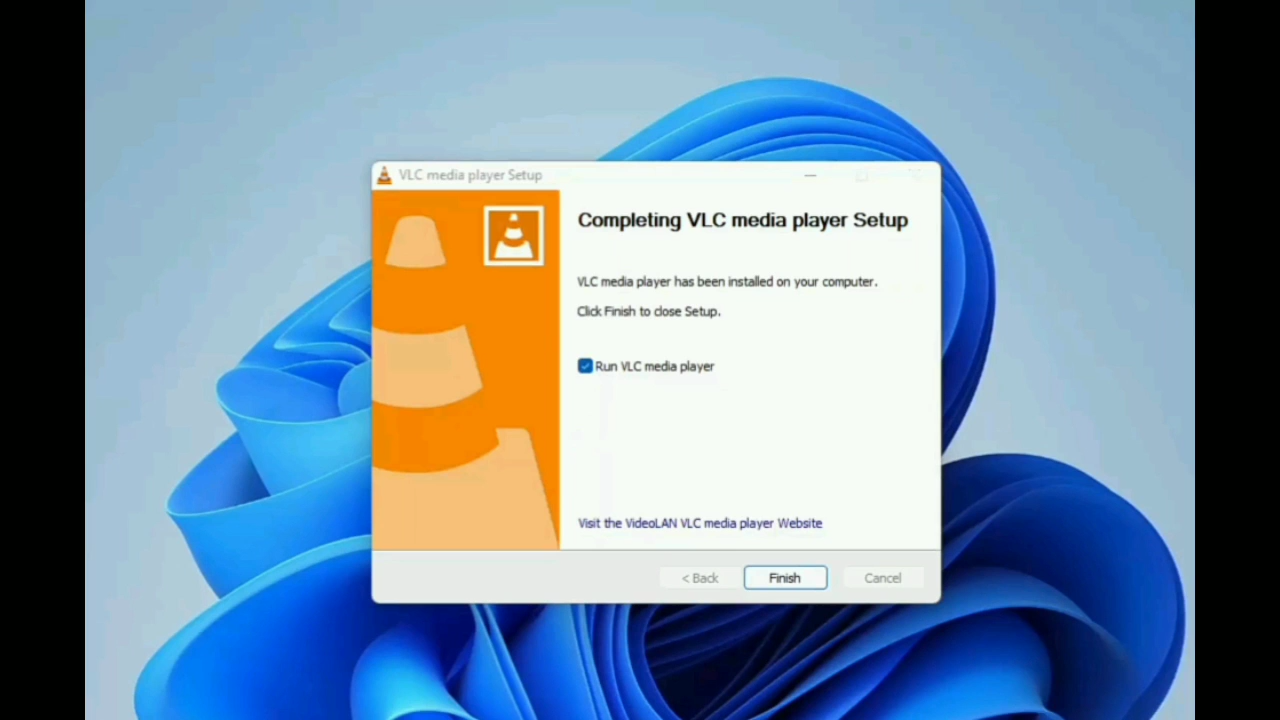 VLC media player Setup
Completing VLC media player Setup
VLC media player has been installed on your computer.
Click Finish to close Setup.
Run VLC media player
Visit the VideoLAN VLC media player Website
< Back
Finish
Cancel